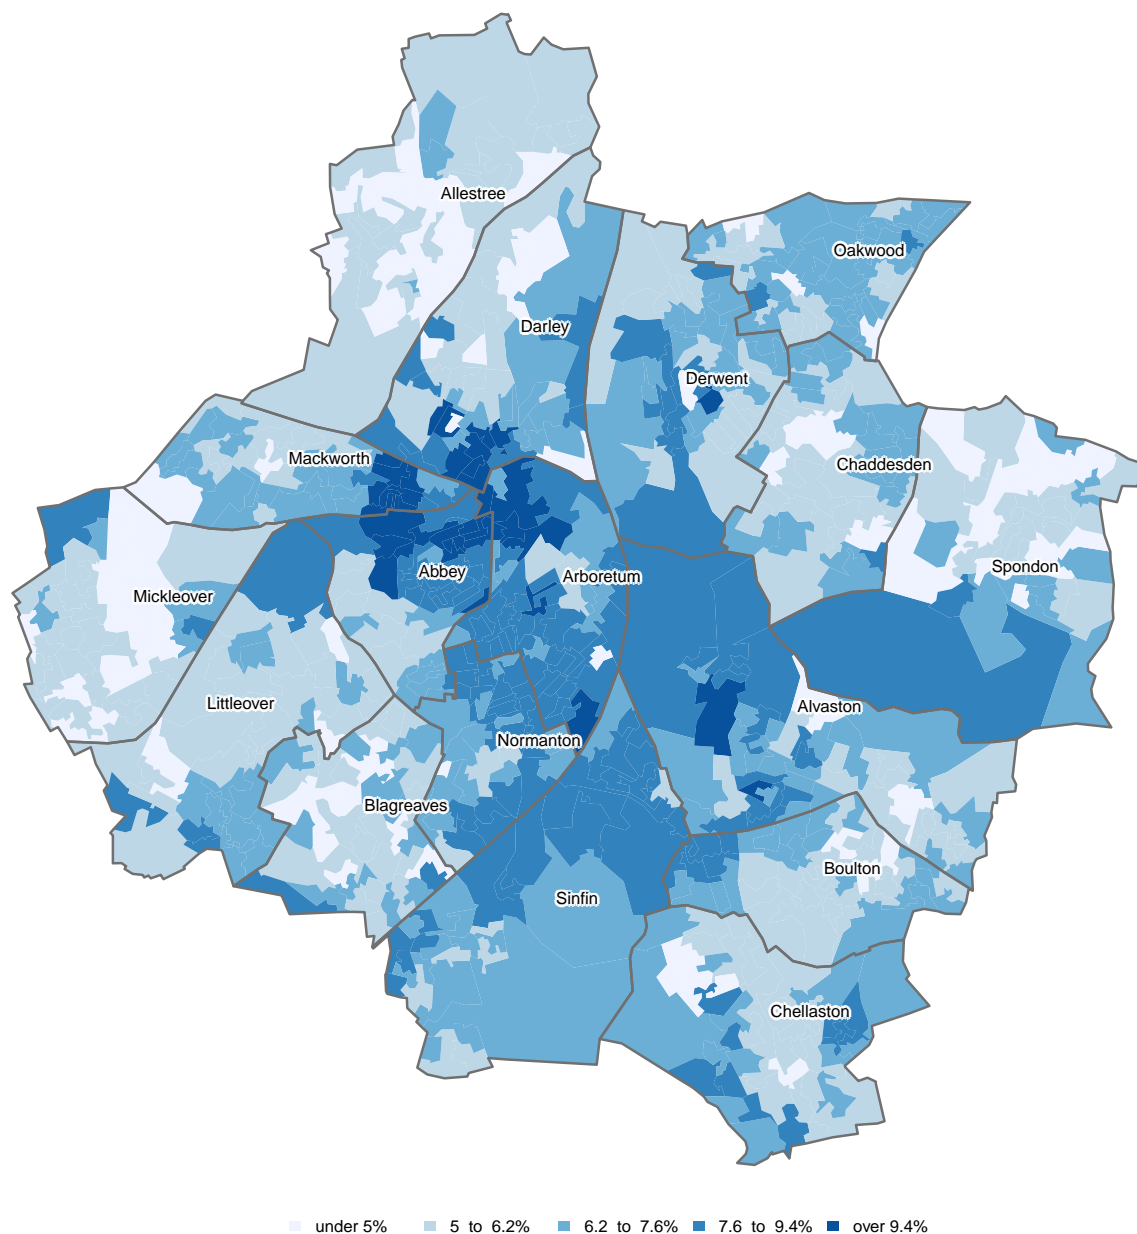 Allestree
Oakwood
Darley
Derwent
Mackworth
Chaddesden
Spondon
Abbey
Arboretum
Mickleover
Littleover
Alvaston
Normanton
Blagreaves
Boulton
Sinfin
Chellaston
under 5% 5 to 6.2% 6.2 to 7.6% 7.6 to 9.4% over 9.4%